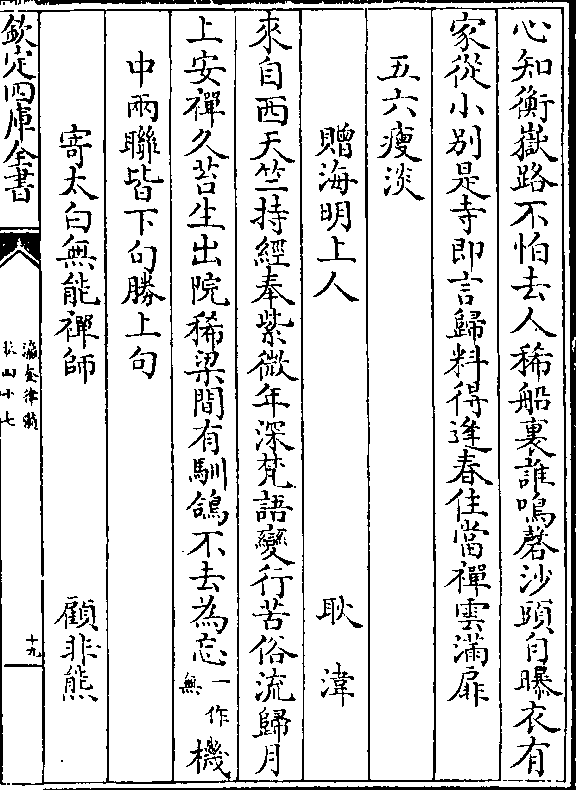 心知衡嶽路不怕去人稀船裏誰鳴磬沙頭自曝衣有
家從小别是寺即言歸料得逢春住當禪雲滿扉
五六瘦淡
贈海明上人 耿湋
來自西天竺持經奉紫微年深梵語變行苦俗流歸月
上安禪久苔生出院稀梁間有馴鴿不去為忘一作無機
中兩聯皆下句勝上句
寄太白無能禪師 顧非熊
欽定四庫全書
瀛奎律髓
卷四十七
十九